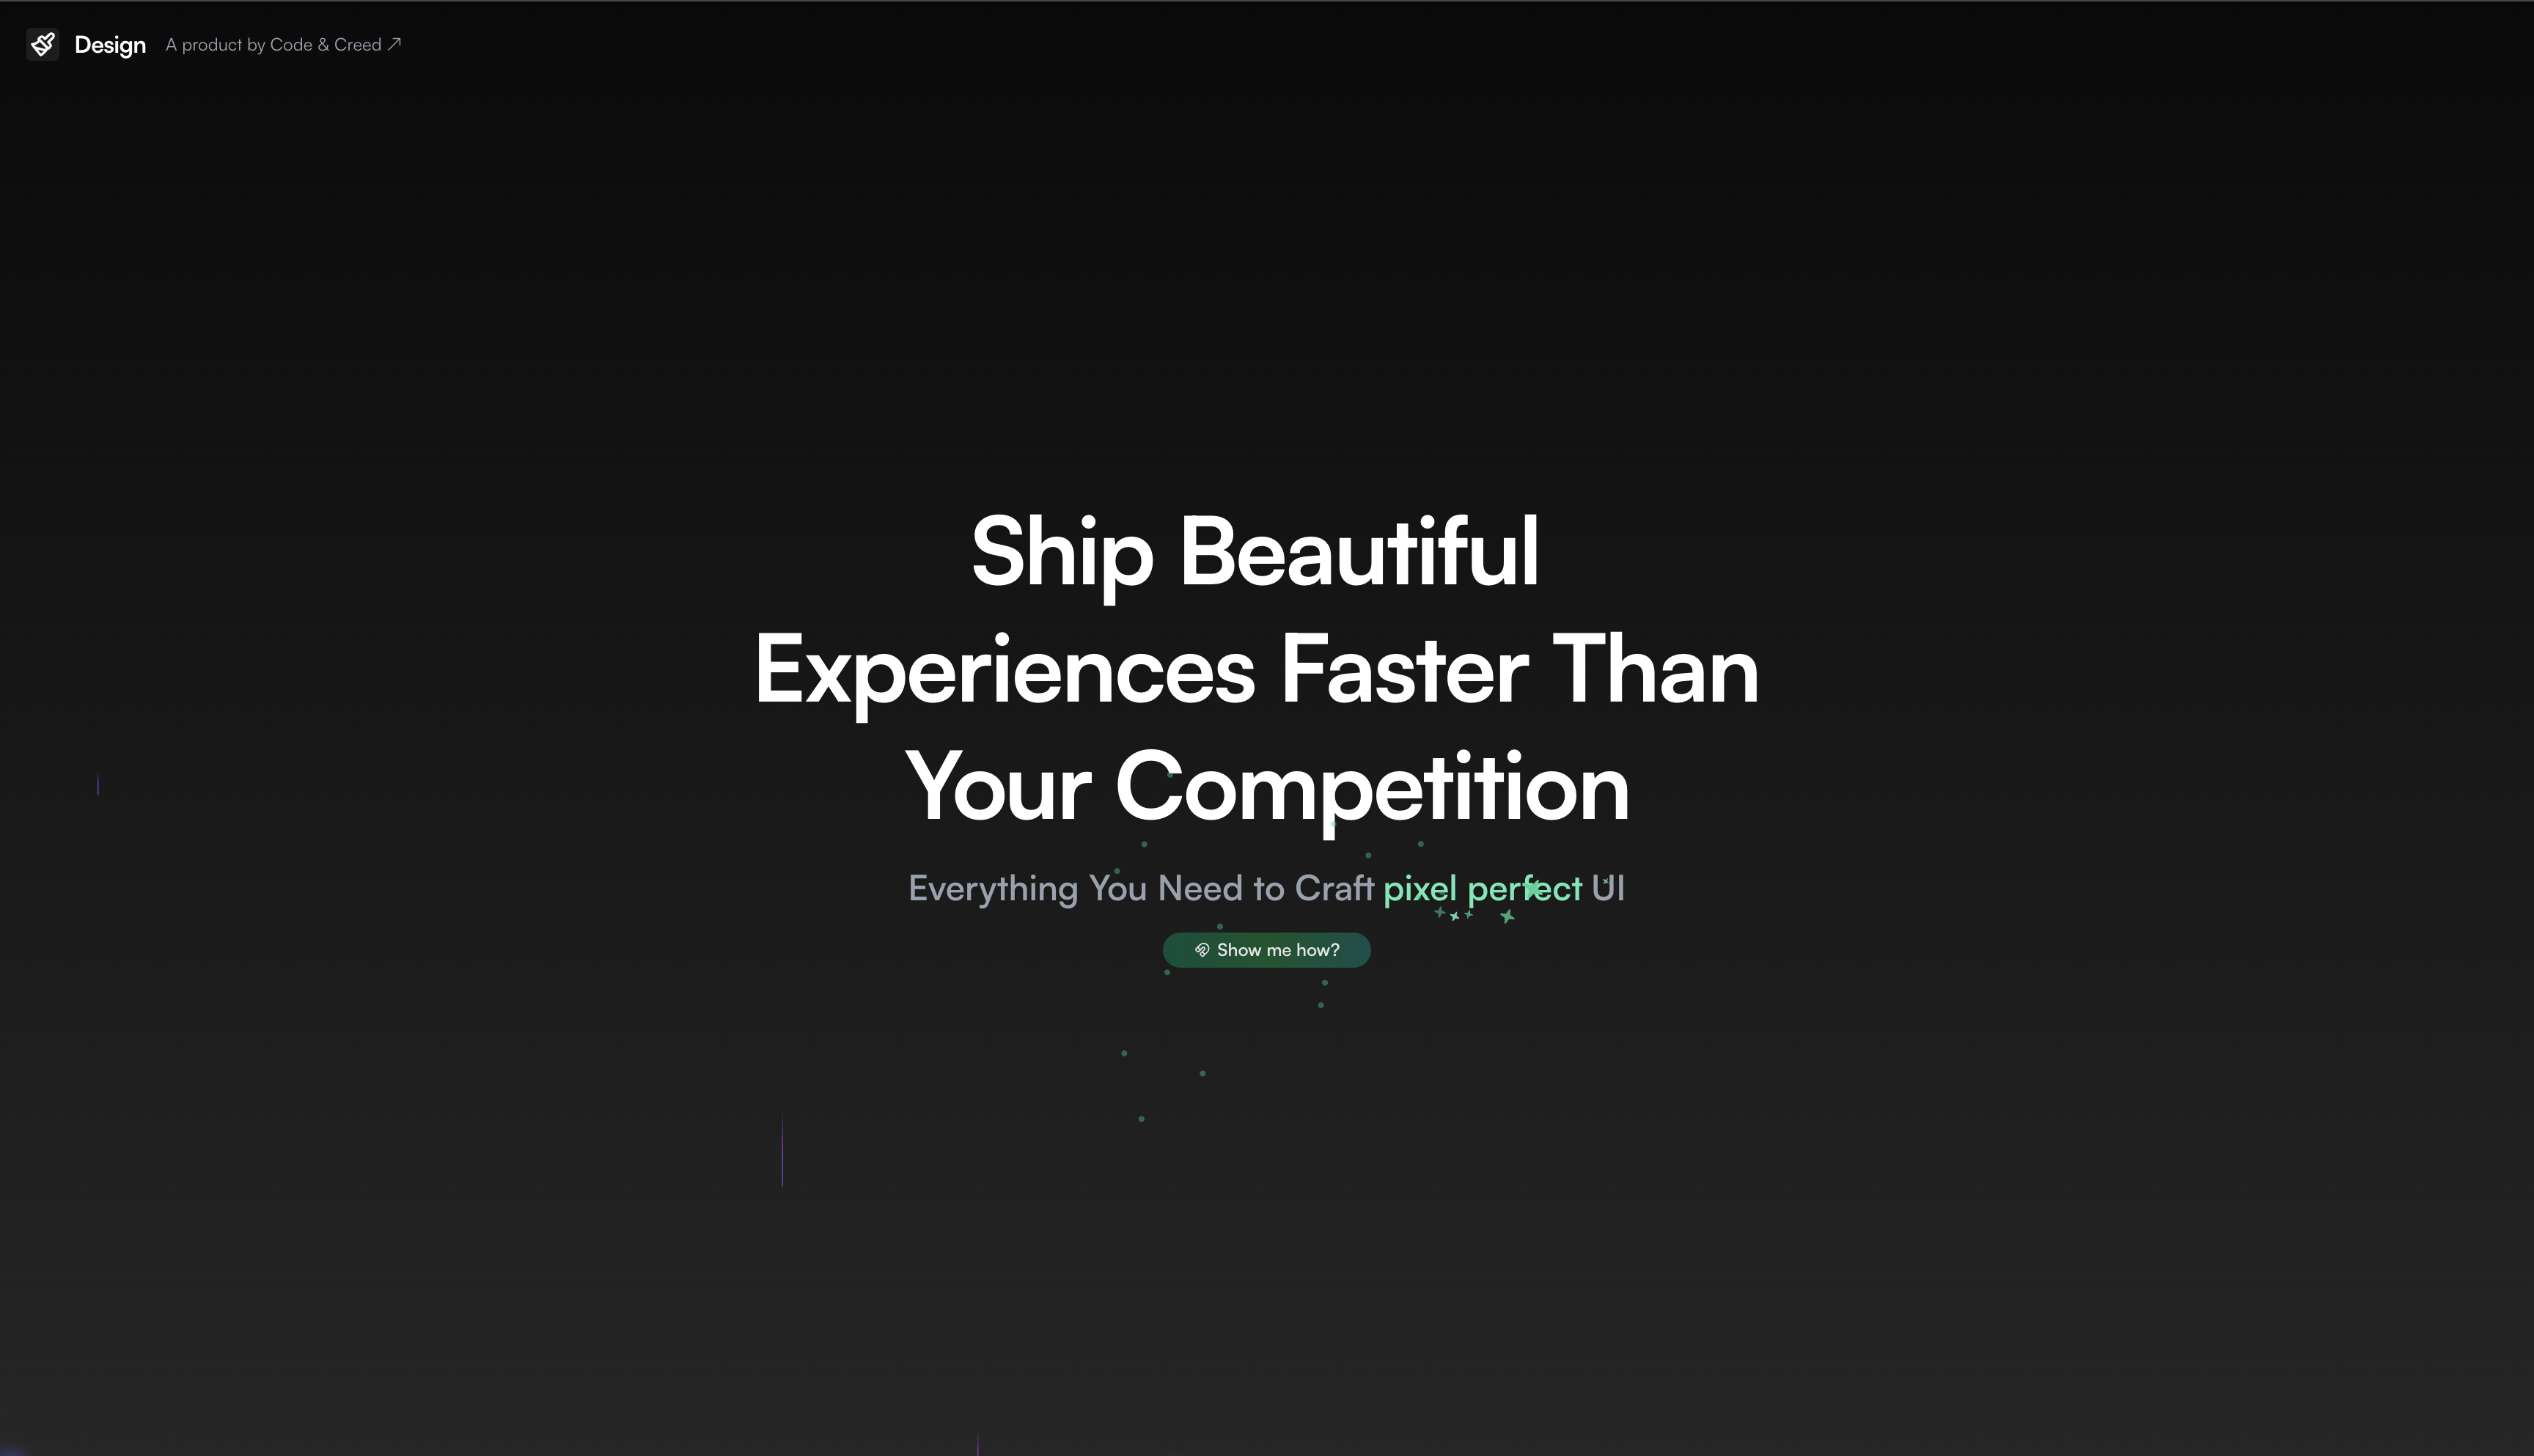 Design A product by Code & Creed ↗
Ship Beautiful
Experiences Faster Than
Your Competition
Everything You Need to Craft pixel perfect UI
Show me how?